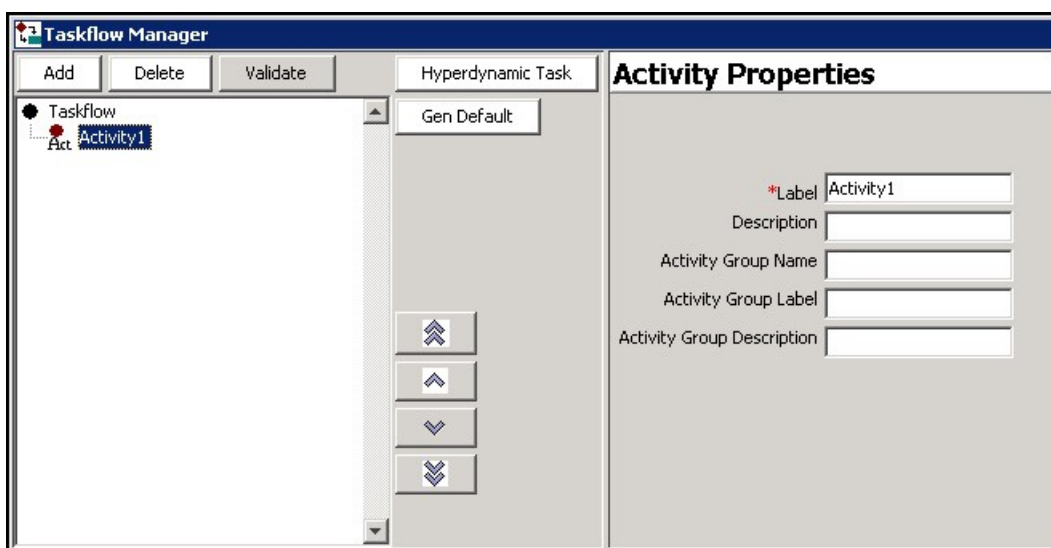 Taskflow Manager
Add Delete Validate Hyperdynamic Task
Gen Default
Taskflow
Act Activity1
Activity Properties
*Label Activity1
Description
Activity Group Name
Activity Group Label
Activity Group Description